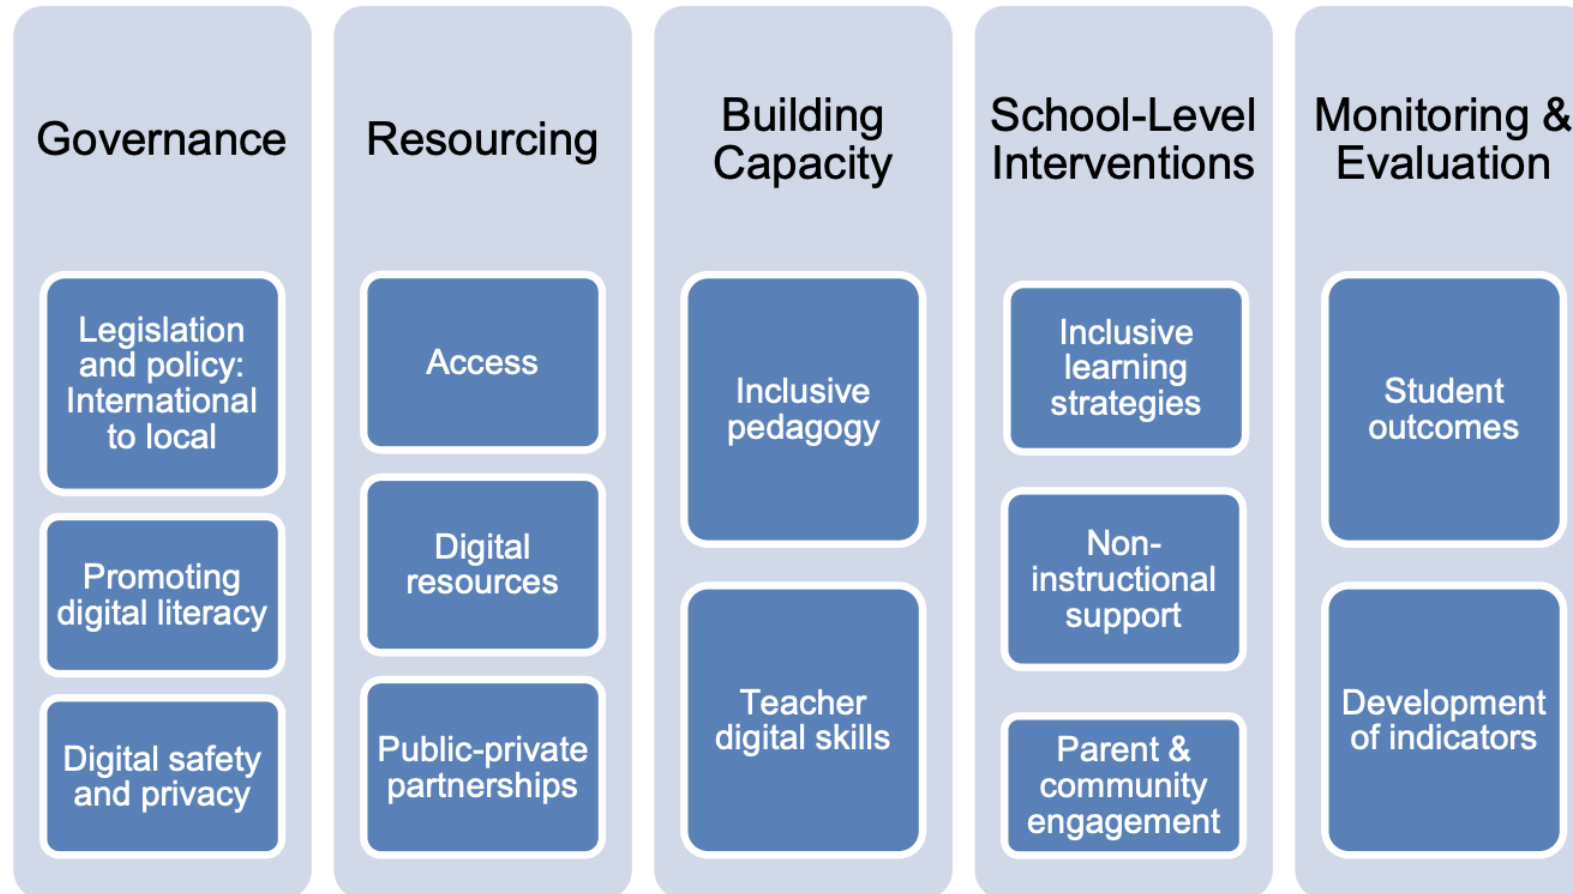 Governance
Legislation
and policy:
International
to local
Promoting
digital literacy
Digital safety
and privacy
Resourcing
Access
Digital
resources
Public-private
partnerships
Building
Capacity
Inclusive
pedagogy
Teacher
digital skills
School-Level
Interventions
Inclusive
learning
strategies
Non-
instructional
support
Parent &
community
engagement
Monitoring &
Evaluation
Student
outcomes
Development
of indicators